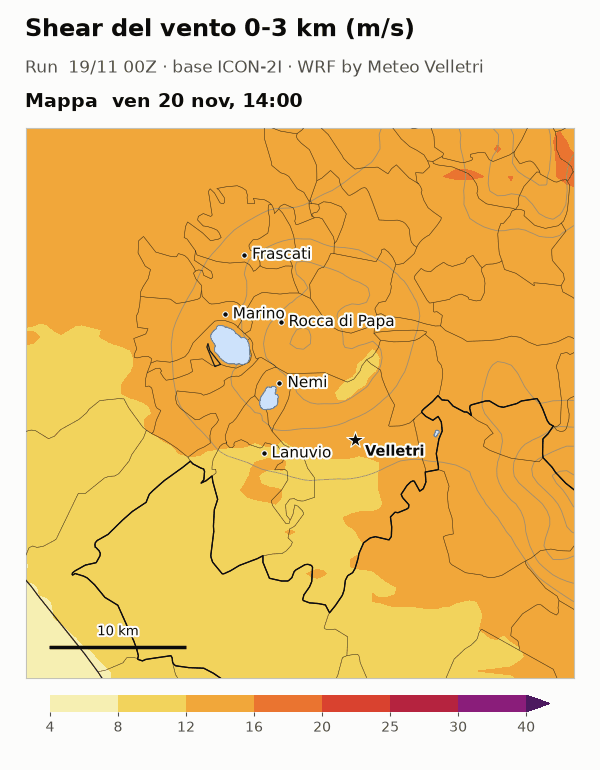 Shear del vento 0-3 km (m/s)
Run  19/11 00Z · base ICON-2I · WRF by Meteo Velletri
Mappa  ven 20 nov, 14:00
Frascati
Marino
Rocca di Papa
Nemi
Velletri
Lanuvio
10 km
4 8 12 16 20 25 30 40